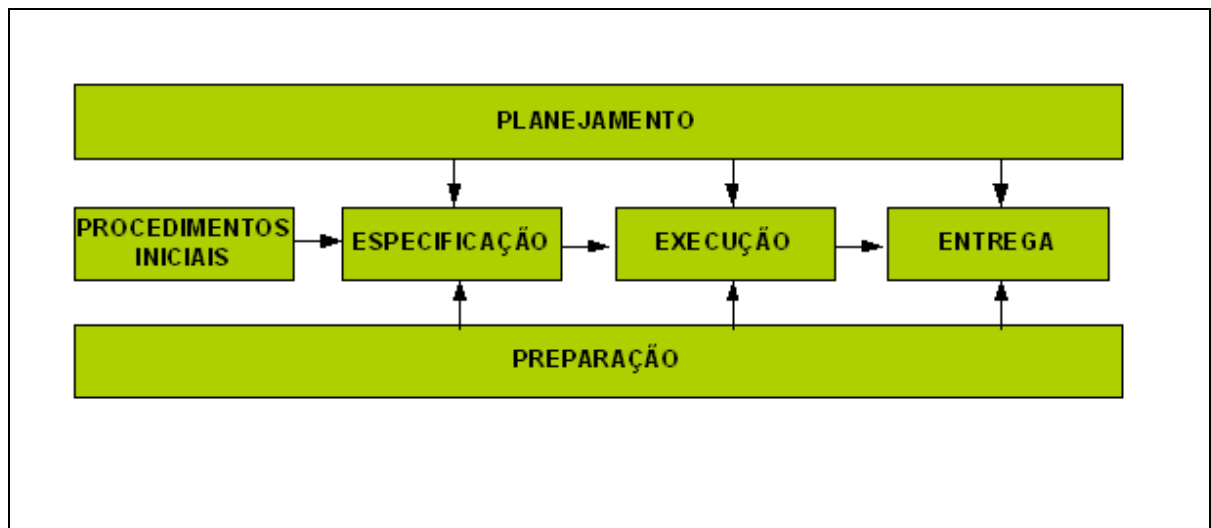 PLANEJAMENTO
PROCEDIMENTOS
INICIAIS
ESPECIFICAÇÃO
EXECUÇÃO
ENTREGA
PREPARAÇÃO